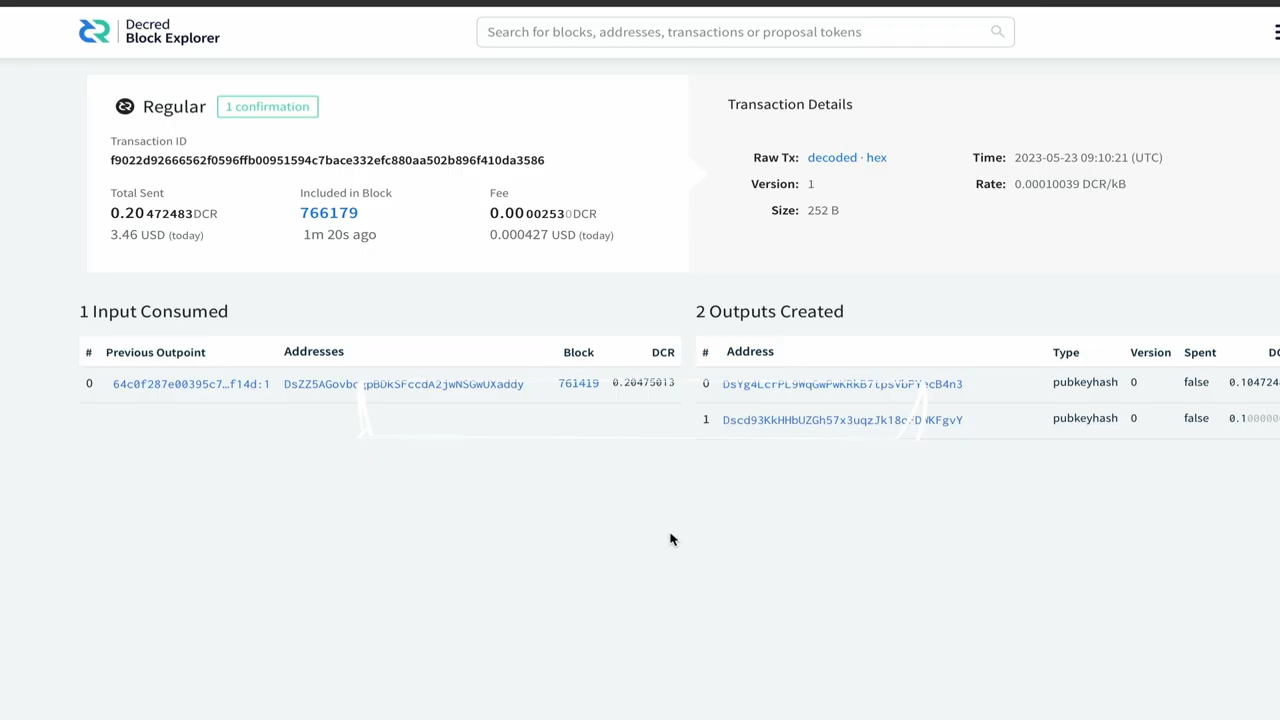 Decred
Block Explorer
Search for blocks, addresses, transactions or proposal tokens
Regular 1 confirmation
Transaction ID
f9022d92666562f0596ffb00951594c7bace332efc880aa502b896f410da3586
Total Sent Included in Block Fee
0.20472483DCR 766179 0.00002530DCR
3.46 USD (today) 1m 20s ago 0.000427 USD (today)
Transaction Details
Raw Tx: decoded · hex Time: 2023-05-23 09:10:21 (UTC)
Version: 1 Rate: 0.00010039 DCR/kB
Size: 252 B
1 Input Consumed
# Previous Outpoint Addresses Block DCR
0 64c0f287e00395c7…f14d:1 761419 0.20475013
2 Outputs Created
# Address Type Version Spent
0 pubkeyhash 0 false
1 pubkeyhash 0 false